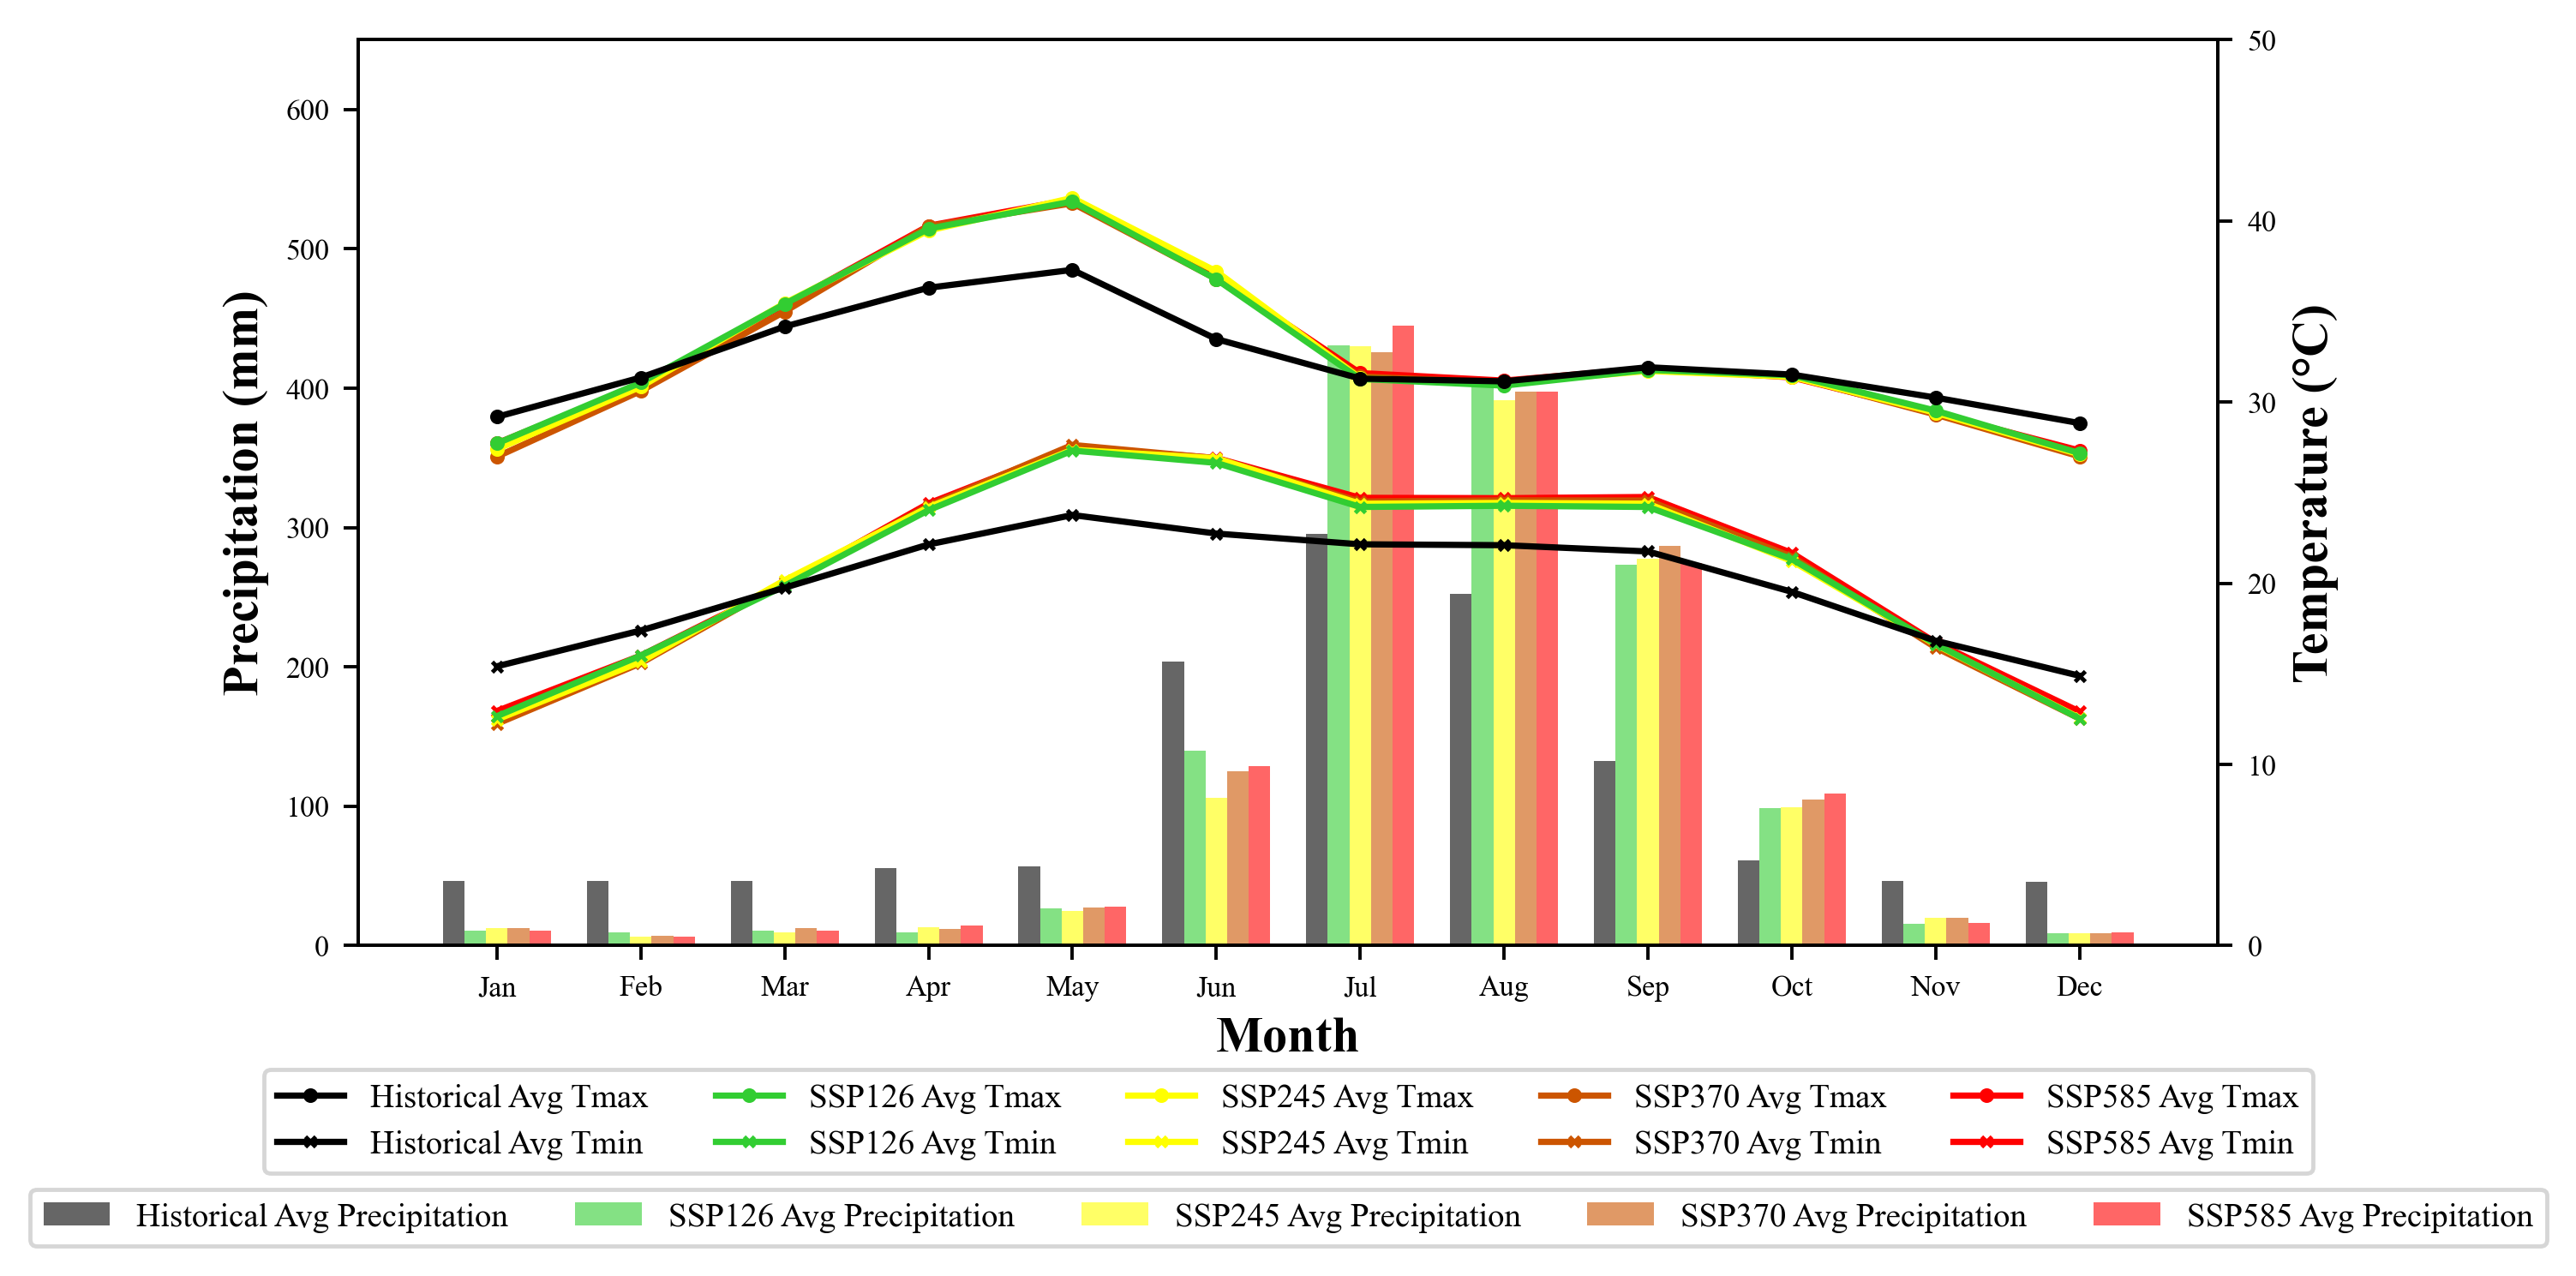 Precipitation (mm)
600
500
400
300
200
100
0
50
40
30
20
10
0
Temperature (°C)
Jan Feb Mar Apr May Jun Jul Aug Sep Oct Nov Dec
Month
Historical Avg Tmax SSP126 Avg Tmax SSP245 Avg Tmax SSP370 Avg Tmax SSP585 Avg Tmax
Historical Avg Tmin SSP126 Avg Tmin SSP245 Avg Tmin SSP370 Avg Tmin SSP585 Avg Tmin
Historical Avg Precipitation SSP126 Avg Precipitation SSP245 Avg Precipitation SSP370 Avg Precipitation SSP585 Avg Precipitation